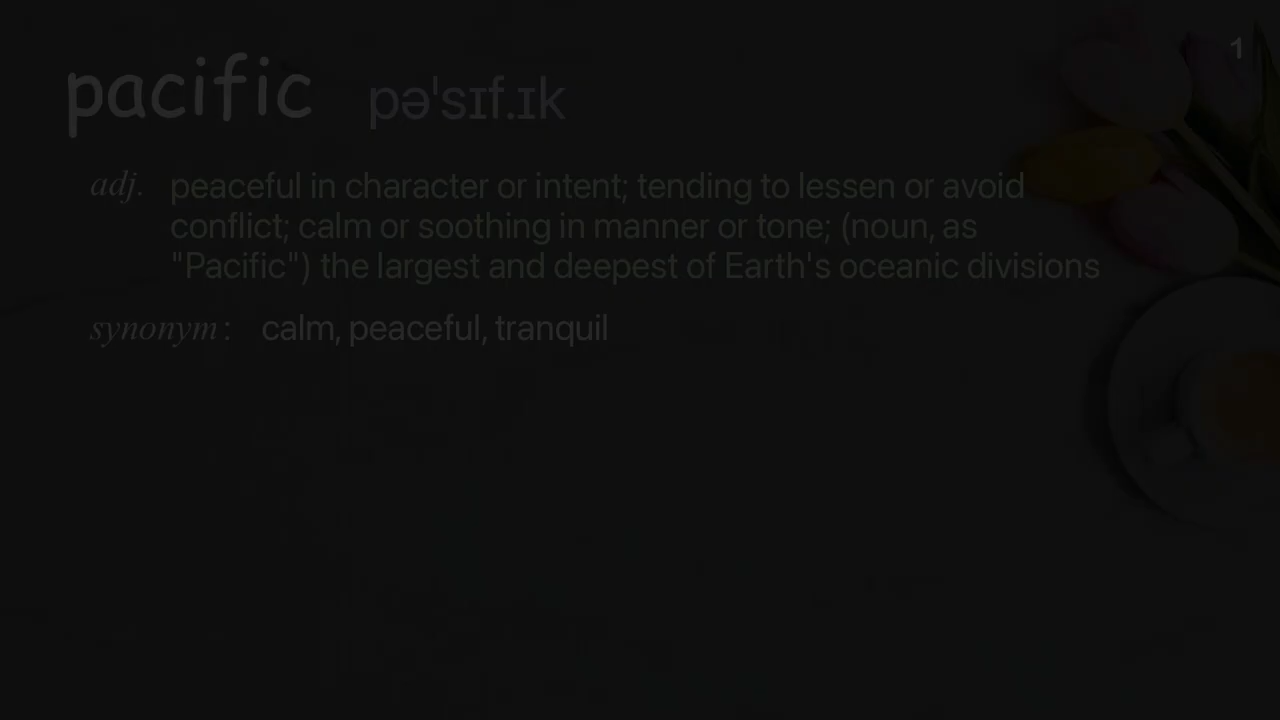 1
pacific pəˈsɪf.ɪk
adj. peaceful in character or intent; tending to lessen or avoid
conflict; calm or soothing in manner or tone; (noun, as
"Pacific") the largest and deepest of Earth's oceanic divisions
synonym: calm, peaceful, tranquil